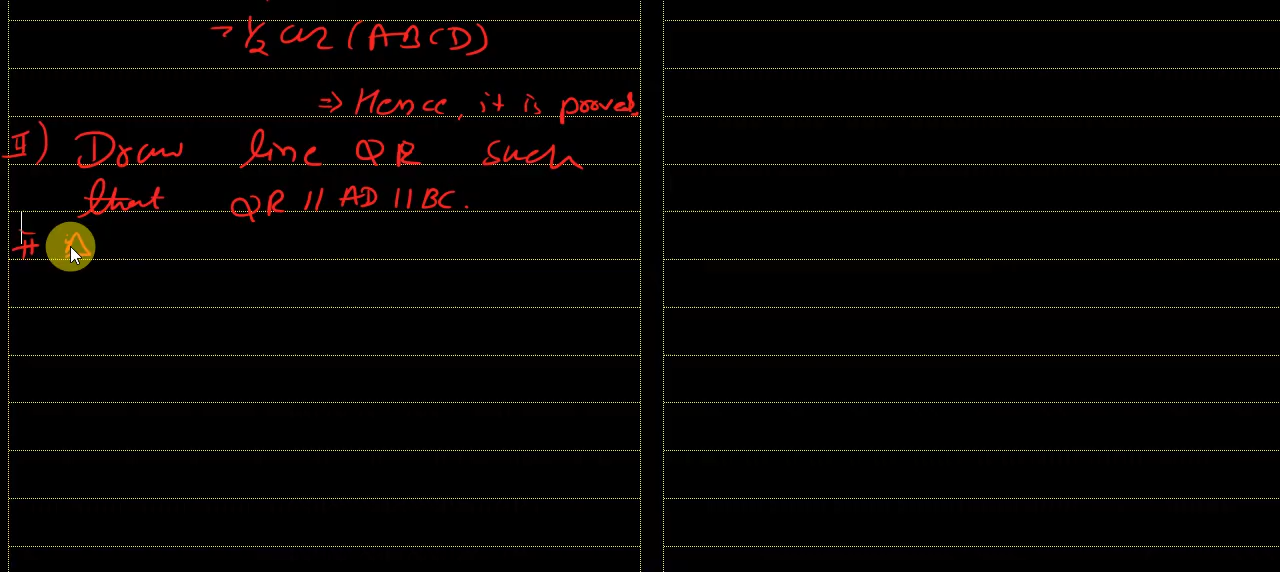 → 1/2 ar (ABCD)
⇒ Hence, it is proved.
II) Draw line QR such
that QR // AD // BC.
# Δ